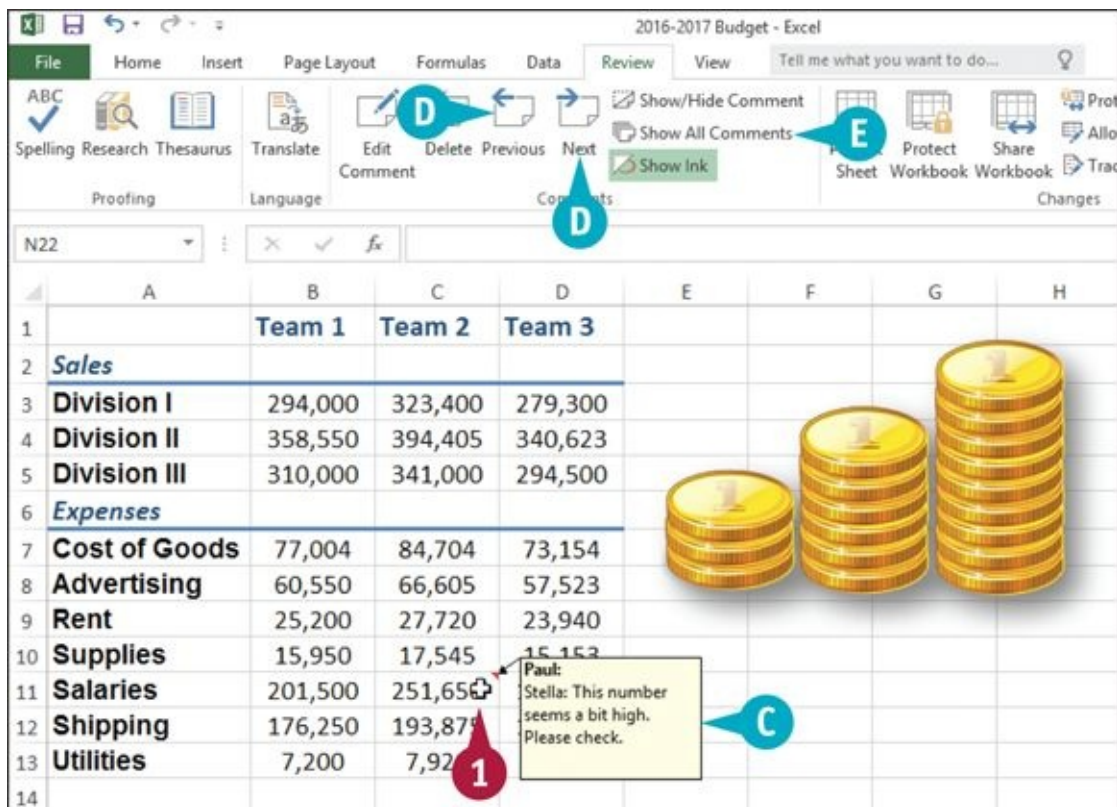 2016-2017 Budget - Excel
File Home Insert Page Layout Formulas Data Review View Tell me what you want to do...
ABC
Spelling Research Thesaurus Translate Edit Comment Delete Previous Next
Show/Hide Comment
Show All Comments
Show Ink
Sheet Protect Workbook Share Workbook
Proofing Language Changes
D
D
E
N22 fx
A B C D E F G H
1 Team 1 Team 2 Team 3
2 Sales
3 Division I 294,000 323,400 279,300
4 Division II 358,550 394,405 340,623
5 Division III 310,000 341,000 294,500
6 Expenses
7 Cost of Goods 77,004 84,704 73,154
8 Advertising 60,550 66,605 57,523
9 Rent 25,200 27,720 23,940
10 Supplies 15,950 17,545 15,153
11 Salaries 201,500
12 Shipping 176,250 193,875
13 Utilities 7,200
14
Paul:
Stella: This number
seems a bit high.
Please check.
C
1
1
1
1